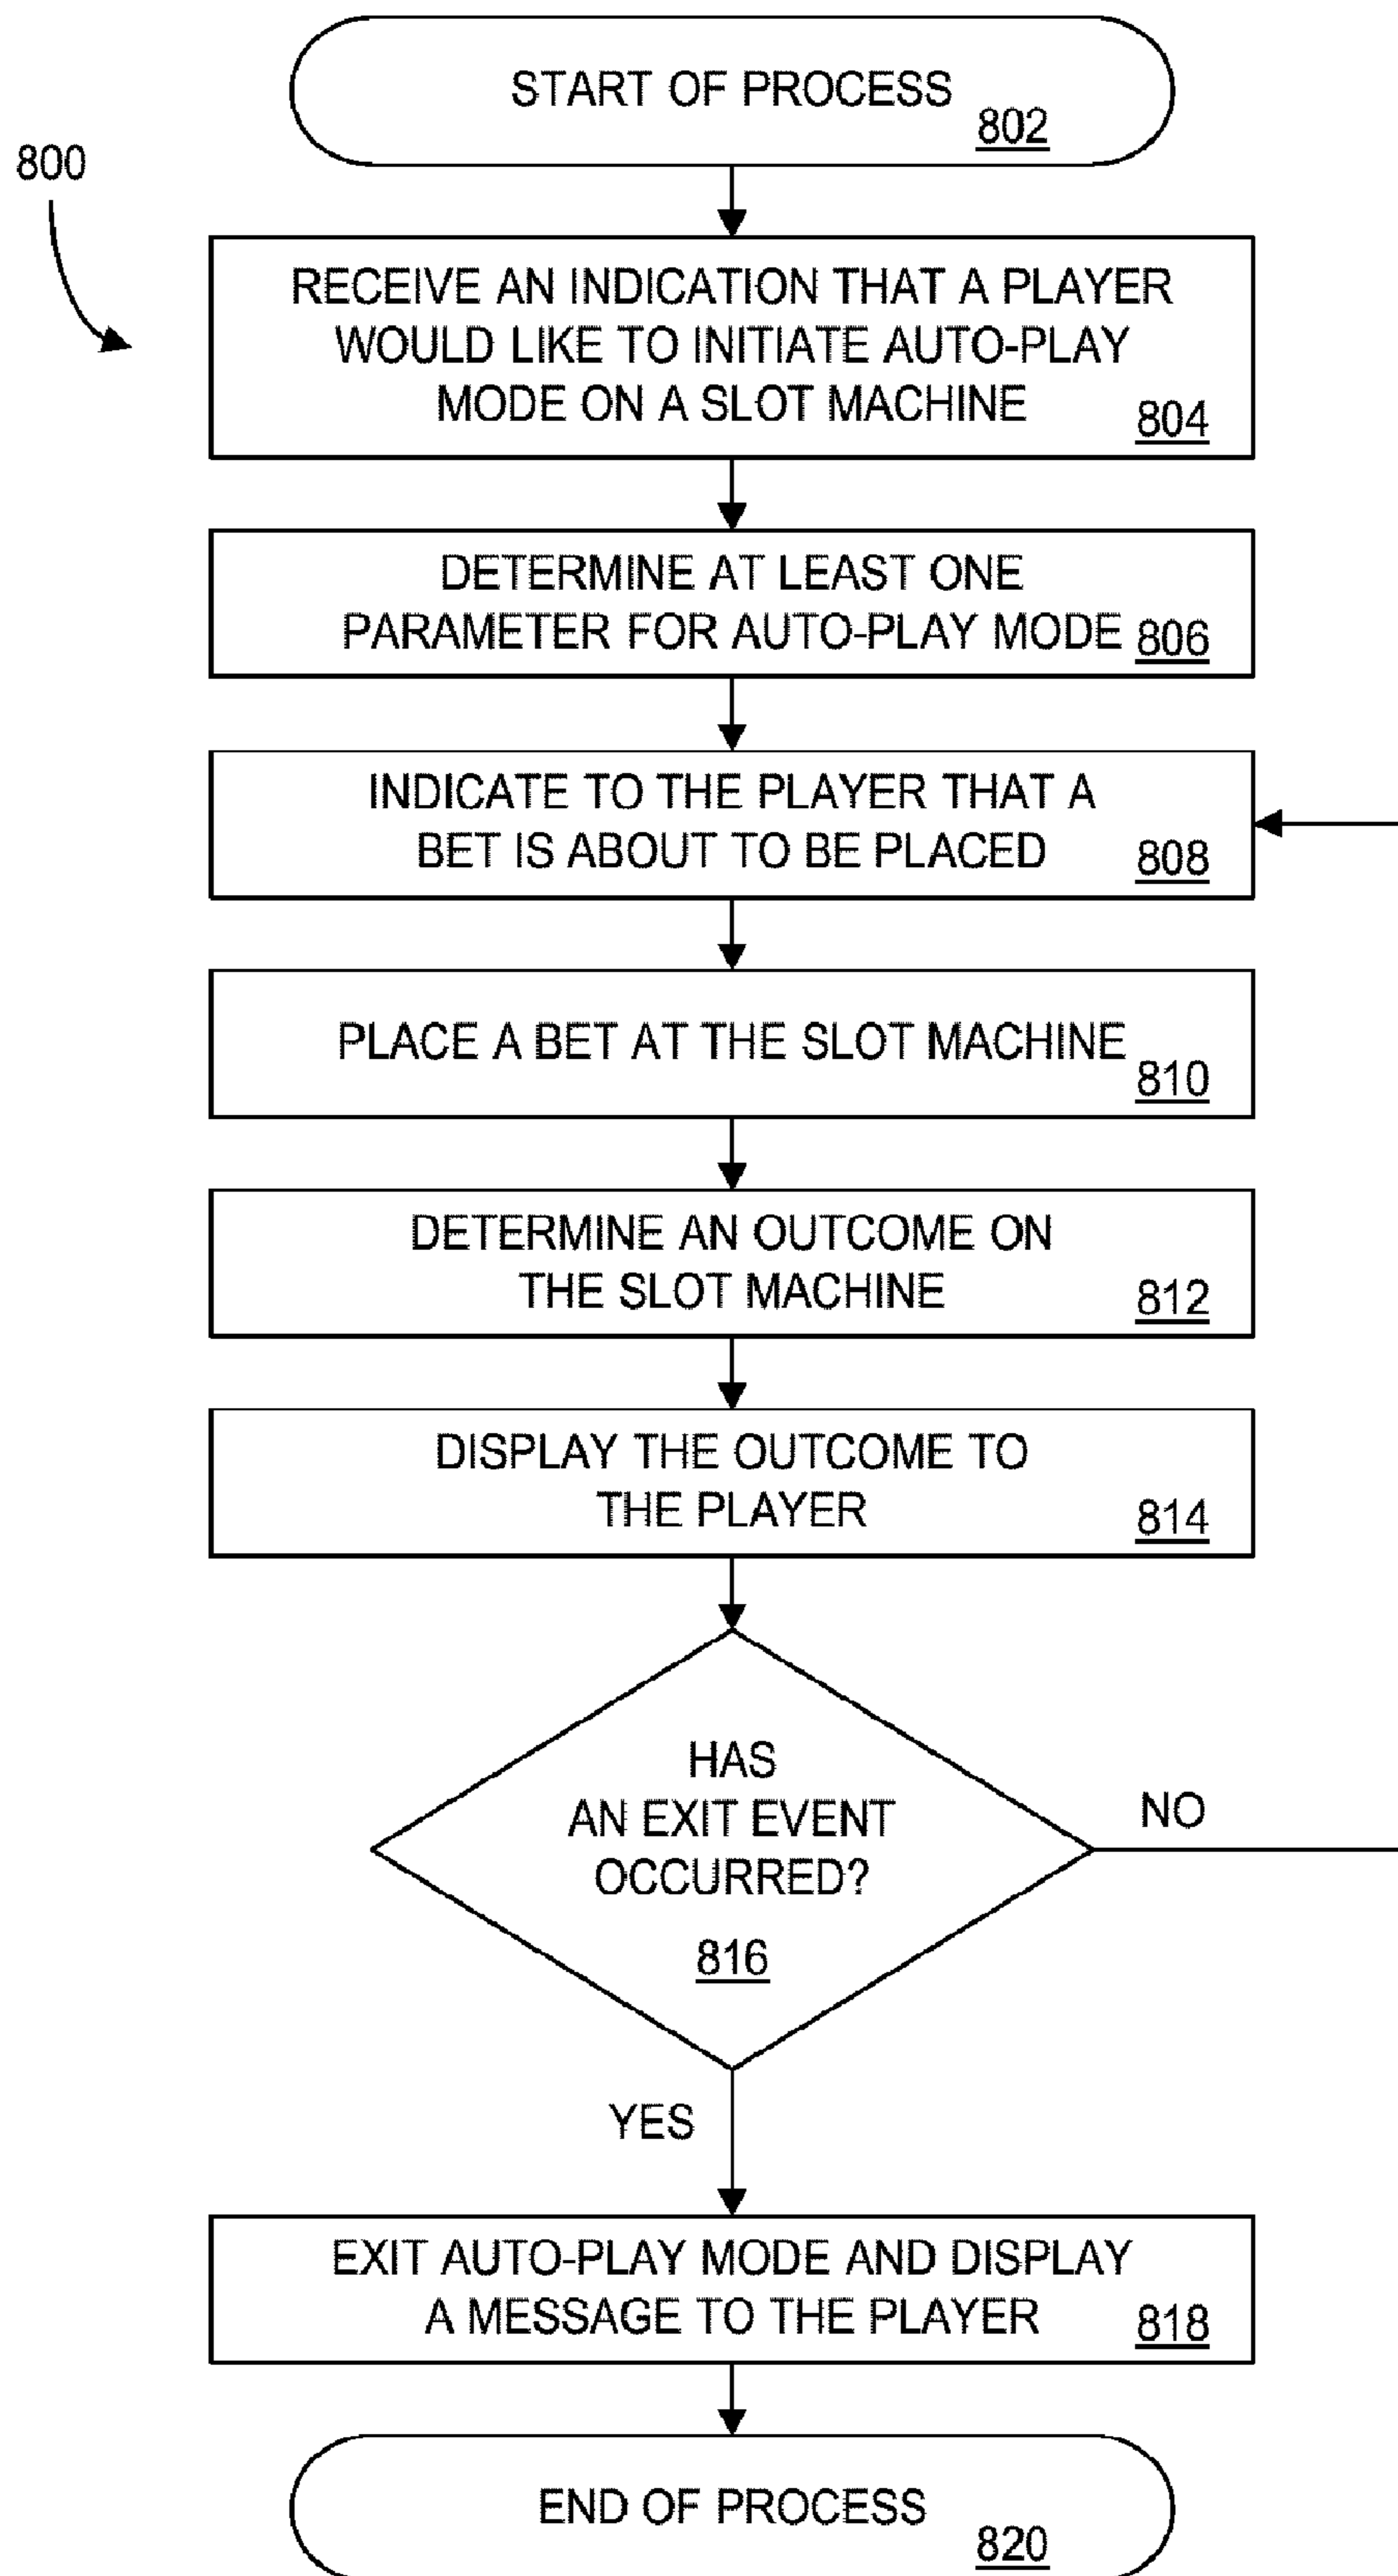 START OF PROCESS
802
800
RECEIVE AN INDICATION THAT A PLAYER
WOULD LIKE TO INITIATE AUTO-PLAY
MODE ON A SLOT MACHINE
804
DETERMINE AT LEAST ONE
PARAMETER FOR AUTO-PLAY MODE
806
INDICATE TO THE PLAYER THAT A
BET IS ABOUT TO BE PLACED
808
PLACE A BET AT THE SLOT MACHINE
810
DETERMINE AN OUTCOME ON
THE SLOT MACHINE
812
DISPLAY THE OUTCOME TO
THE PLAYER
814
HAS
AN EXIT EVENT
OCCURRED?
816
NO
YES
EXIT AUTO-PLAY MODE AND DISPLAY
A MESSAGE TO THE PLAYER
818
END OF PROCESS
820